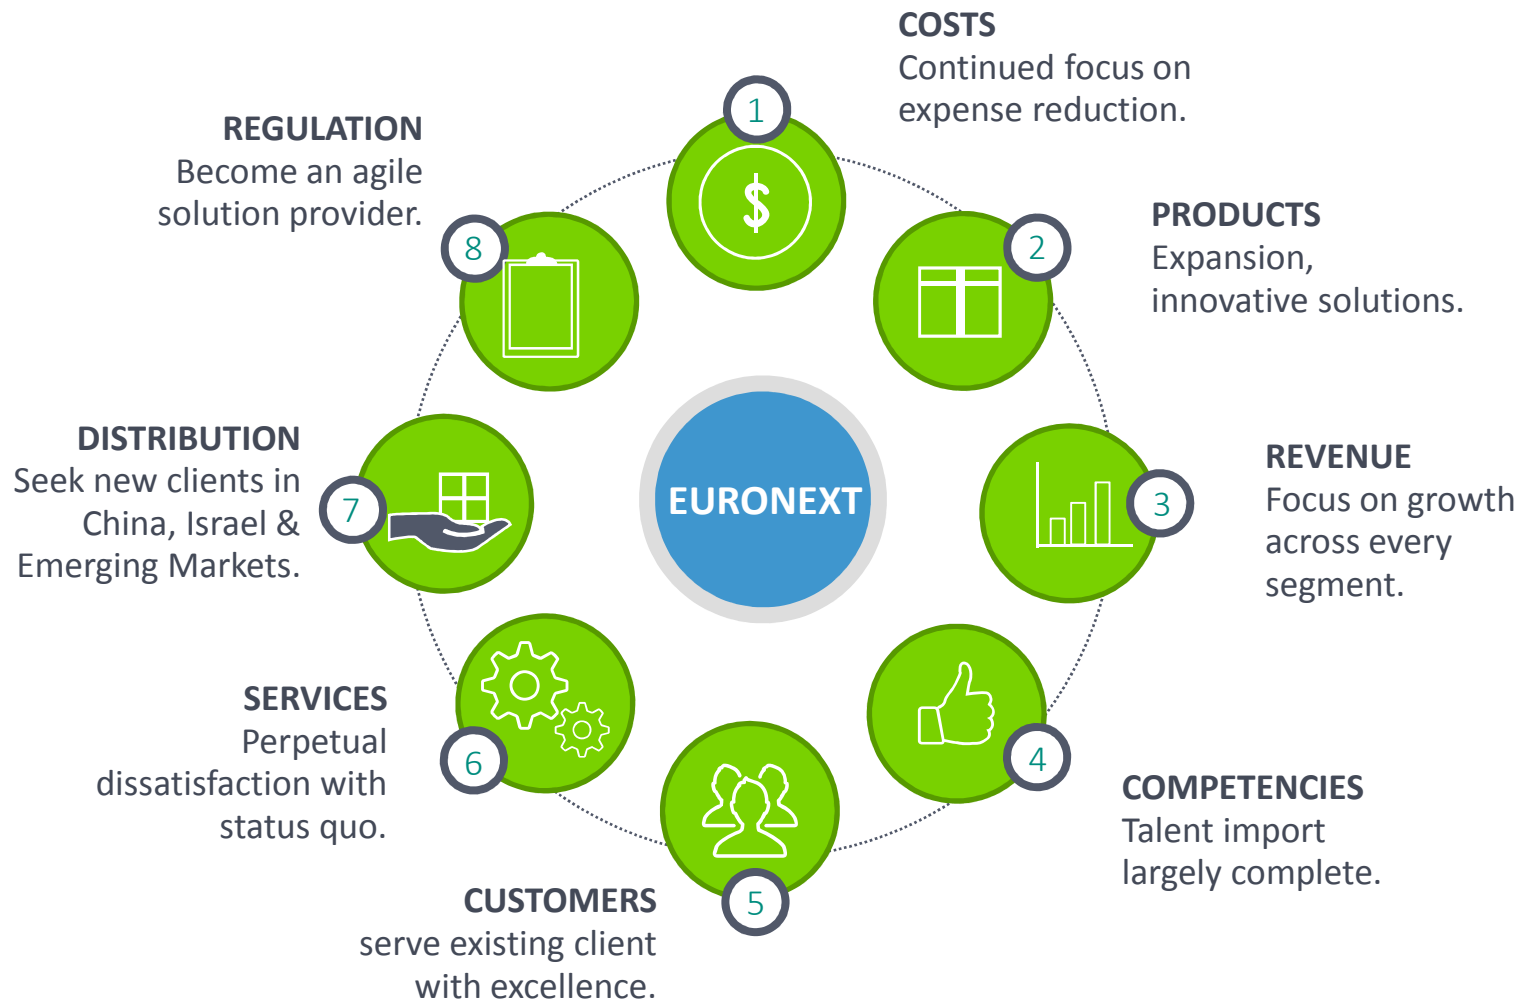 1
COSTS
Continued focus on
expense reduction.
2
PRODUCTS
Expansion,
innovative solutions.
3
REVENUE
Focus on growth
across every
segment.
4
COMPETENCIES
Talent import
largely complete.
5
CUSTOMERS
serve existing client
with excellence.
6
SERVICES
Perpetual
dissatisfaction with
status quo.
7
DISTRIBUTION
Seek new clients in
China, Israel &
Emerging Markets.
8
REGULATION
Become an agile
solution provider.
$
EURONEXT